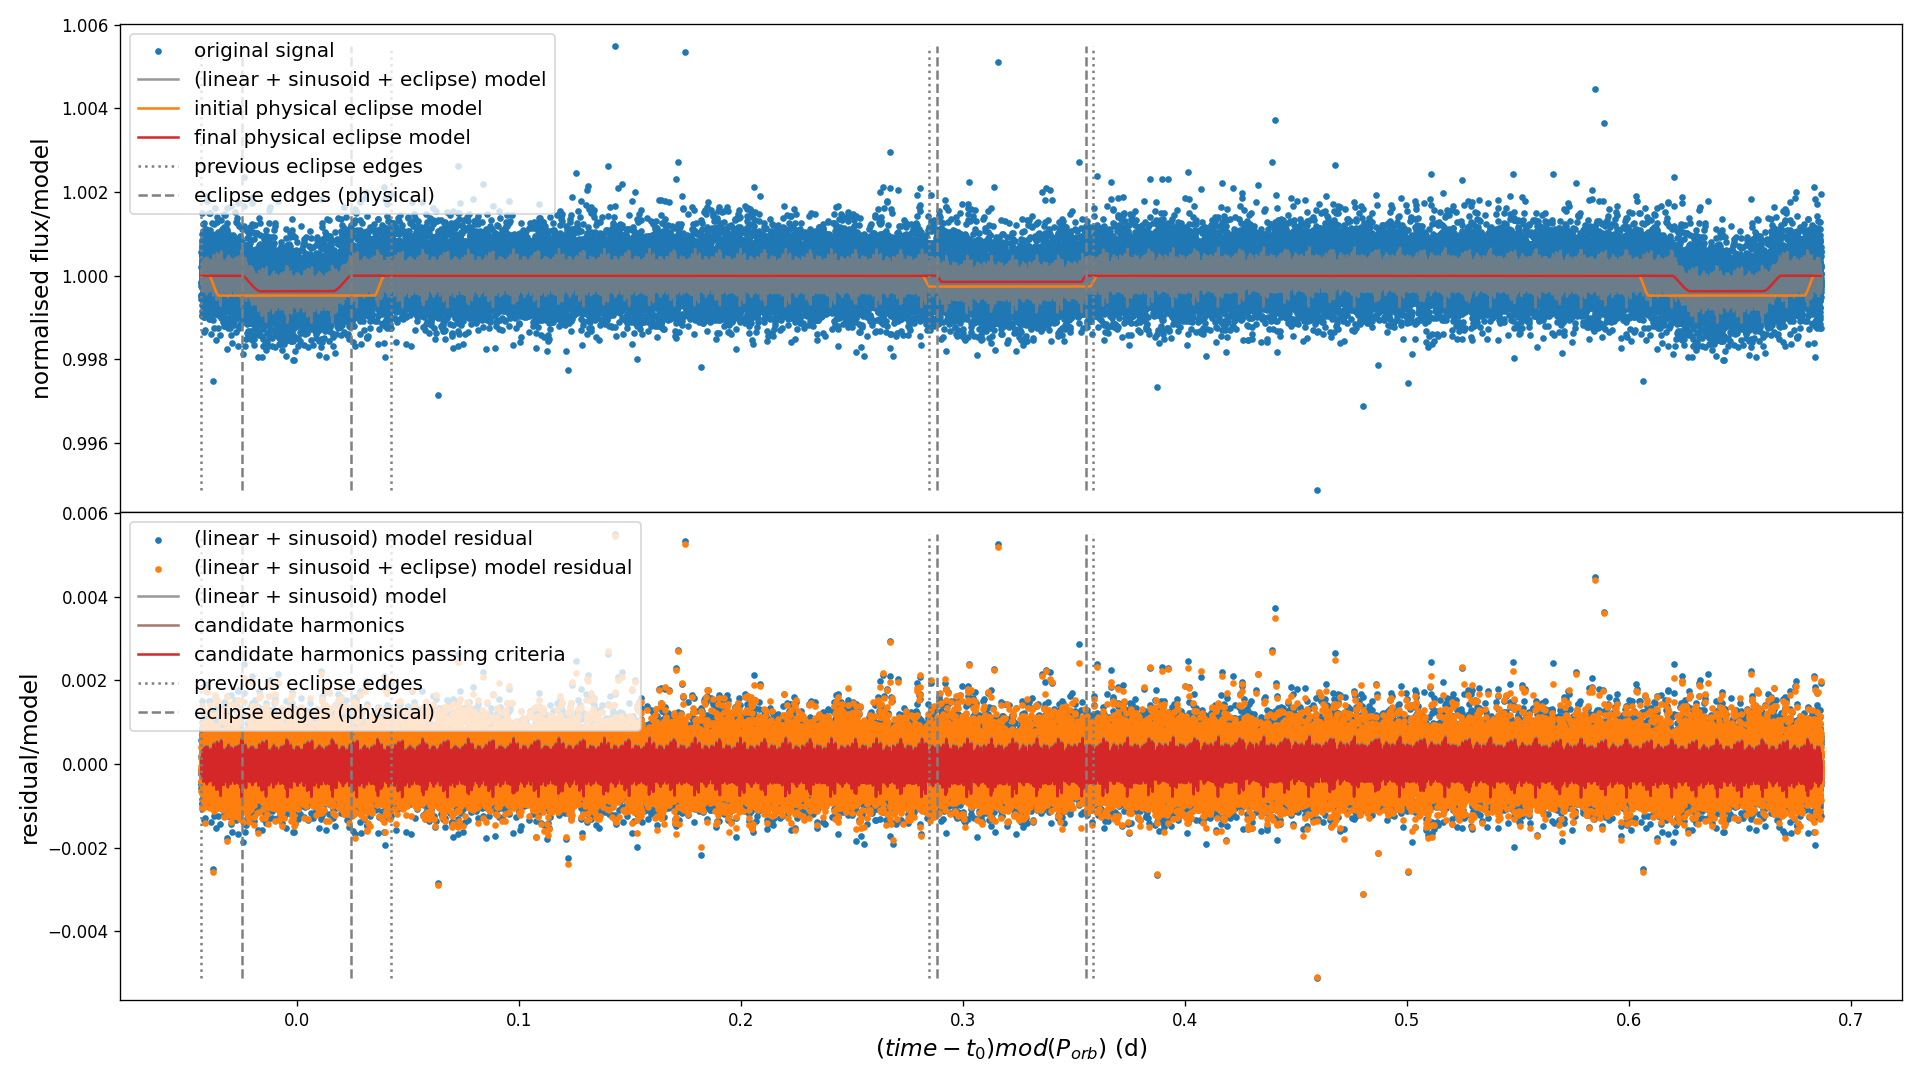 normalised flux/model
1.006
1.004
1.002
1.000
0.998
0.996
original signal
(linear + sinusoid + eclipse) model
initial physical eclipse model
final physical eclipse model
previous eclipse edges
eclipse edges (physical)
residual/model
0.006
0.004
0.002
0.000
−0.002
−0.004
(linear + sinusoid) model residual
(linear + sinusoid + eclipse) model residual
(linear + sinusoid) model
candidate harmonics
candidate harmonics passing criteria
previous eclipse edges
eclipse edges (physical)
0.0 0.1 0.2 0.3 0.4 0.5 0.6 0.7
(time − t₀)mod(P_orb) (d)